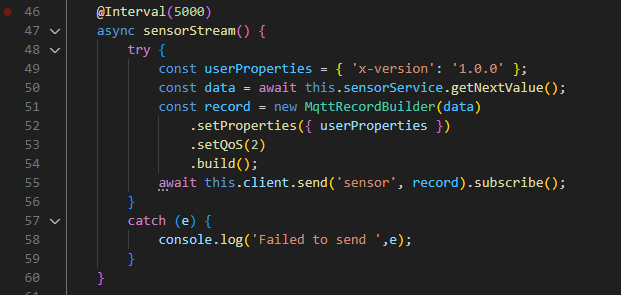 46 @Interval(5000)
47 async sensorStream() {
48 try {
49 const userProperties = { 'x-version': '1.0.0' };
50 const data = await this.sensorService.getNextValue();
51 const record = new MqttRecordBuilder(data)
52 .setProperties({ userProperties })
53 .setQoS(2)
54 .build();
55 await this.client.send('sensor', record).subscribe();
56 }
57 catch (e) {
58 console.log('Failed to send ',e);
59 }
60 }
61